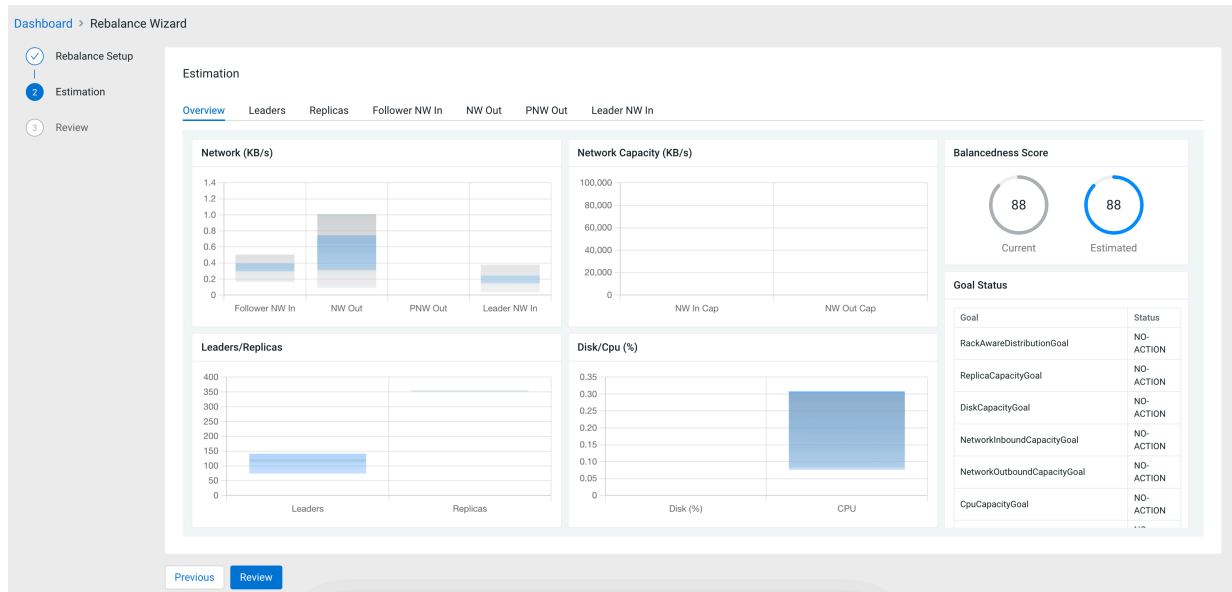 Dashboard > Rebalance Wizard
Rebalance Setup
2 Estimation
3 Review
Estimation
Overview Leaders Replicas Follower NW In NW Out PNW Out Leader NW In
Network (KB/s)
1.4
1.2
1.0
0.8
0.6
0.4
0.2
0
Follower NW In NW Out PNW Out Leader NW In
Network Capacity (KB/s)
100,000
80,000
60,000
40,000
20,000
0
NW In Cap NW Out Cap
Balancedness Score
88 88
Current Estimated
Leaders/Replicas
400
350
300
250
200
150
100
50
0
Leaders Replicas
Disk/Cpu (%)
0.35
0.30
0.25
0.20
0.15
0.10
0.05
0
Disk (%) CPU
Goal Status
Goal Status
RackAwareDistributionGoal NO-
ACTION
ReplicaCapacityGoal NO-
ACTION
DiskCapacityGoal NO-
ACTION
NetworkInboundCapacityGoal NO-
ACTION
NetworkOutboundCapacityGoal NO-
ACTION
CpuCapacityGoal NO-
ACTION
Previous Review